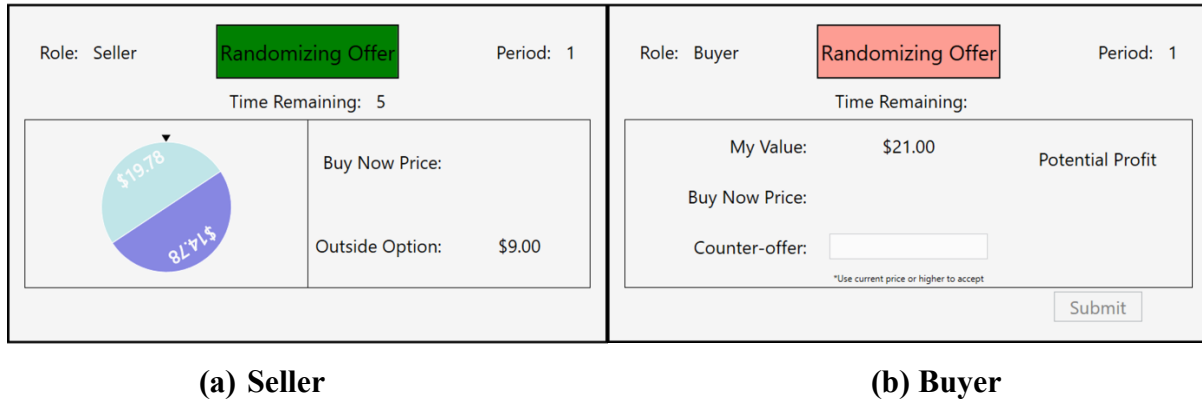 Role: Seller
Randomizing Offer
Period: 1
Time Remaining: 5
$19.78
$14.78
Buy Now Price:
Outside Option: $9.00
Role: Buyer
Randomizing Offer
Period: 1
Time Remaining:
My Value: $21.00
Potential Profit
Buy Now Price:
Counter-offer:
*Use current price or higher to accept
Submit
(a) Seller
(b) Buyer